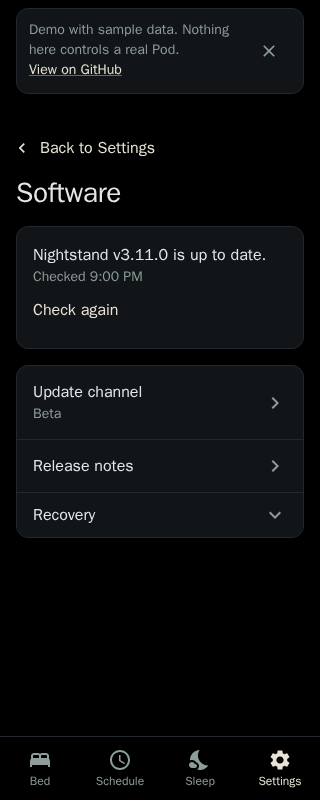 Demo with sample data. Nothing
here controls a real Pod.
View on GitHub
Back to Settings
Software
Nightstand v3.11.0 is up to date.
Checked 9:00 PM
Check again
Update channel
Beta
Release notes
Recovery
Bed
Schedule
Sleep
Settings